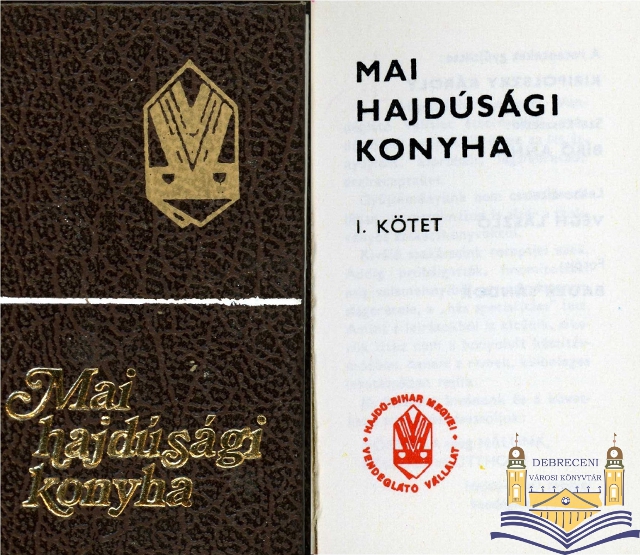 Mai
hajdúsági
konyha
MAI
HAJDÚSÁGI
KONYHA
I. KÖTET
HAJDÚ-BIHAR MEGYEI
VENDÉGLÁTÓ VÁLLALAT
DEBRECENI
VÁROSI KÖNYVTÁR